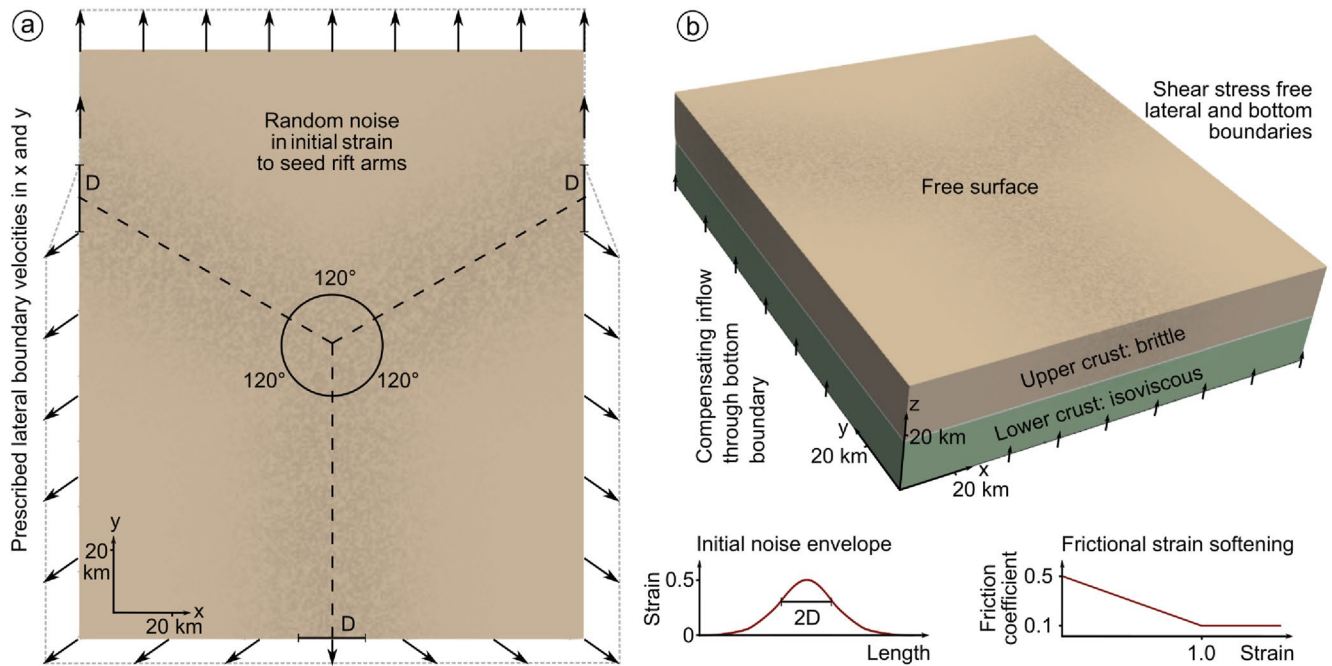 a
Prescribed lateral boundary velocities in x and y
Random noise
in initial strain
to seed rift arms
D
D
120°
120°
120°
y
20
km
x
20 km
D
b
Shear stress free
lateral and bottom
boundaries
Free surface
Compensating inflow
through bottom
boundary
Upper crust: brittle
Lower crust: isoviscous
z
20 km
y
20 km
x
20 km
Initial noise envelope
Strain
0.5
0
2D
Length
Frictional strain softening
Friction
coefficient
0.5
0.1
1.0
Strain